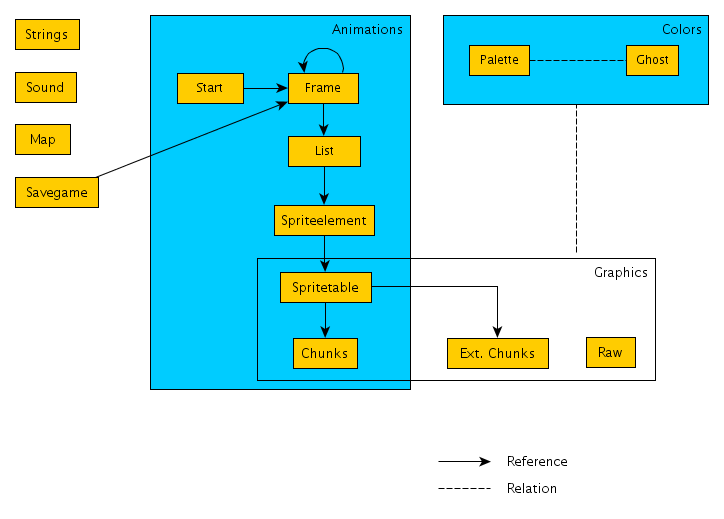 Animations
Colors
Strings
Palette
Ghost
Sound
Start
Frame
Map
List
Savegame
Spriteelement
Graphics
Spritetable
Chunks
Ext. Chunks
Raw
Reference
Relation